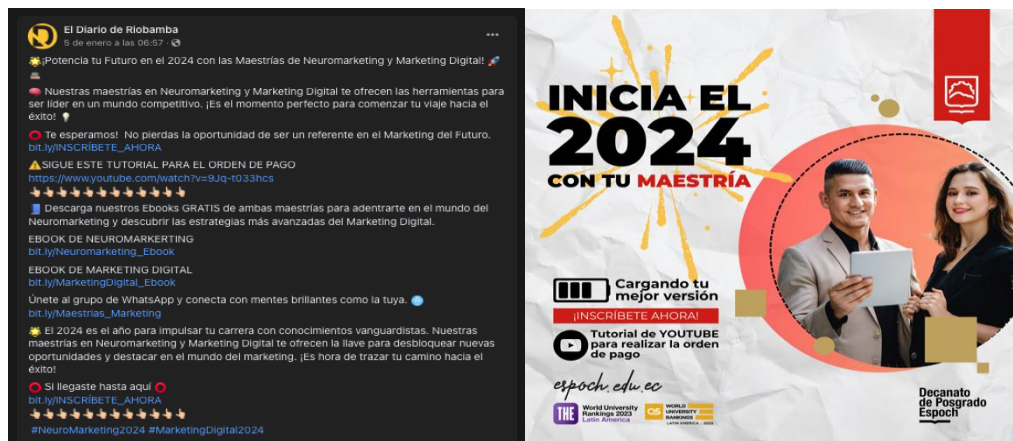 El Diario de Riobamba
5 de enero a las 06:57 ·
🌟¡Potencia tu Futuro en el 2024 con las Maestrías de Neuromarketing y Marketing Digital! 🚀
🧠 Nuestras maestrías en Neuromarketing y Marketing Digital te ofrecen las herramientas para
ser líder en un mundo competitivo. ¡Es el momento perfecto para comenzar tu viaje hacia el
éxito! 💡
⭕ Te esperamos! No pierdas la oportunidad de ser un referente en el Marketing del Futuro.
bit.ly/INSCRÍBETE_AHORA
⚠️SIGUE ESTE TUTORIAL PARA EL ORDEN DE PAGO
https://www.youtube.com/watch?v=9Jq-t033hcs
👆🏻👆🏻👆🏻👆🏻👆🏻👆🏻👆🏻👆🏻👆🏻👆🏻👆🏻👆🏻
📘 Descarga nuestros Ebooks GRATIS de ambas maestrías para adentrarte en el mundo del
Neuromarketing y descubrir las estrategias más avanzadas del Marketing Digital.
EBOOK DE NEUROMARKERTING
bit.ly/Neuromarketing_Ebook
EBOOK DE MARKETING DIGITAL
bit.ly/MarketingDigital_Ebook
Únete al grupo de WhatsApp y conecta con mentes brillantes como la tuya. 🌐
bit.ly/Maestrias_Marketing
🌟 El 2024 es el año para impulsar tu carrera con conocimientos vanguardistas. Nuestras
maestrías en Neuromarketing y Marketing Digital te ofrecen la llave para desbloquear nuevas
oportunidades y destacar en el mundo del marketing. ¡Es hora de trazar tu camino hacia el
éxito!
⭕ Si llegaste hasta aquí ⭕
bit.ly/INSCRÍBETE_AHORA
👆🏻👆🏻👆🏻👆🏻👆🏻👆🏻👆🏻👆🏻👆🏻👆🏻👆🏻👆🏻
#NeuroMarketing2024 #MarketingDigital2024
INICIA EL
2024
CON TU MAESTRÍA
Cargando tu
mejor versión
¡INSCRÍBETE AHORA!
Tutorial de YOUTUBE
para realizar la orden
de pago
espoch.edu.ec
THE World University
Rankings 2023
Latin America
QS WORLD
UNIVERSITY
RANKINGS
LATIN AMERICA - 2023
Decanato
de Posgrado
Espoch